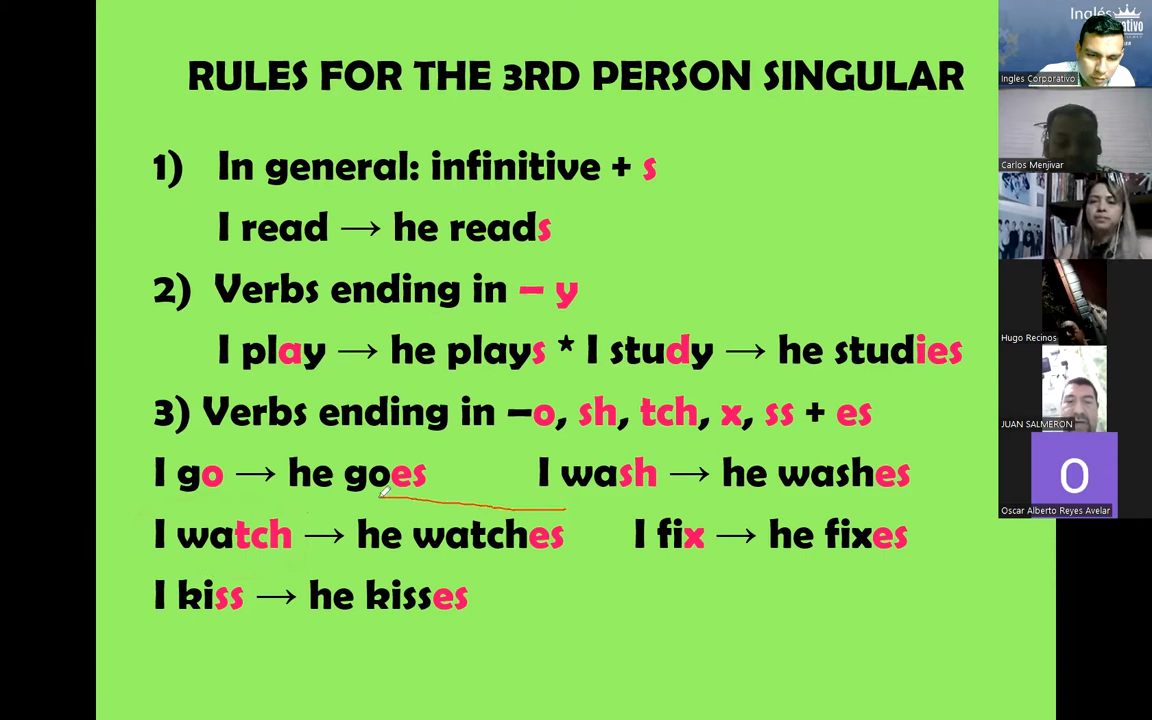 RULES FOR THE 3RD PERSON SINGULAR
1) In general: infinitive + s
I read → he reads
2) Verbs ending in – y
I play → he plays * I study → he studies
3) Verbs ending in –o, sh, tch, x, ss + es
I go → he goes I wash → he washes
I watch → he watches I fix → he fixes
I kiss → he kisses
Inglés
Ingles Corporativo
Carlos Menjivar
Hugo Recinos
JUAN SALMERON
O
Oscar Alberto Reyes Avelar